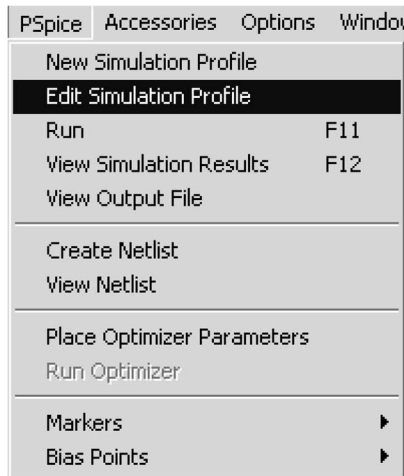 PSpice Accessories Options Window
New Simulation Profile
Edit Simulation Profile
Run F11
View Simulation Results F12
View Output File
Create Netlist
View Netlist
Place Optimizer Parameters
Run Optimizer
Markers
Bias Points